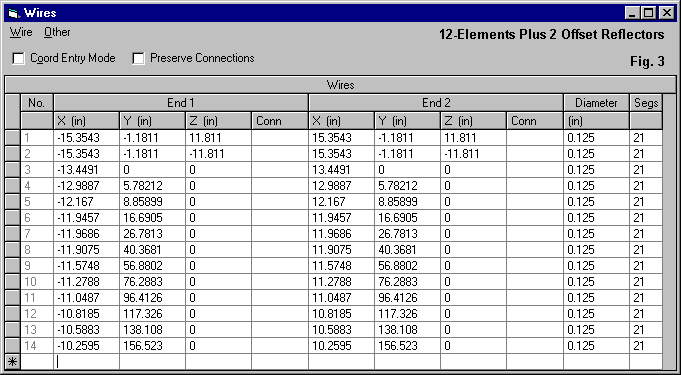 Wires
Wire Other
12-Elements Plus 2 Offset Reflectors
Coord Entry Mode Preserve Connections
Fig. 3
Wires
No. End 1 End 2 Diameter Segs
X (in) Y (in) Z (in) Conn X (in) Y (in) Z (in) Conn (in)
1 -15.3543 -1.1811 11.811 15.3543 -1.1811 11.811 0.125 21
2 -15.3543 -1.1811 -11.811 15.3543 -1.1811 -11.811 0.125 21
3 -13.4491 0 0 13.4491 0 0 0.125 21
4 -12.9887 5.78212 0 12.9887 5.78212 0 0.125 21
5 -12.167 8.85899 0 12.167 8.85899 0 0.125 21
6 -11.9457 16.6905 0 11.9457 16.6905 0 0.125 21
7 -11.9686 26.7813 0 11.9686 26.7813 0 0.125 21
8 -11.9075 40.3681 0 11.9075 40.3681 0 0.125 21
9 -11.5748 56.8802 0 11.5748 56.8802 0 0.125 21
10 -11.2788 76.2883 0 11.2788 76.2883 0 0.125 21
11 -11.0487 96.4126 0 11.0487 96.4126 0 0.125 21
12 -10.8185 117.326 0 10.8185 117.326 0 0.125 21
13 -10.5883 138.108 0 10.5883 138.108 0 0.125 21
14 -10.2595 156.523 0 10.2595 156.523 0 0.125 21